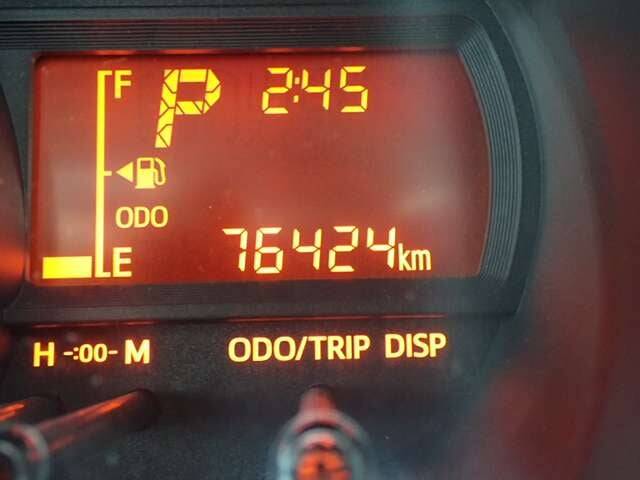 F P 2:45
ODO
E 76424km
H -:00- M ODO/TRIP DISP